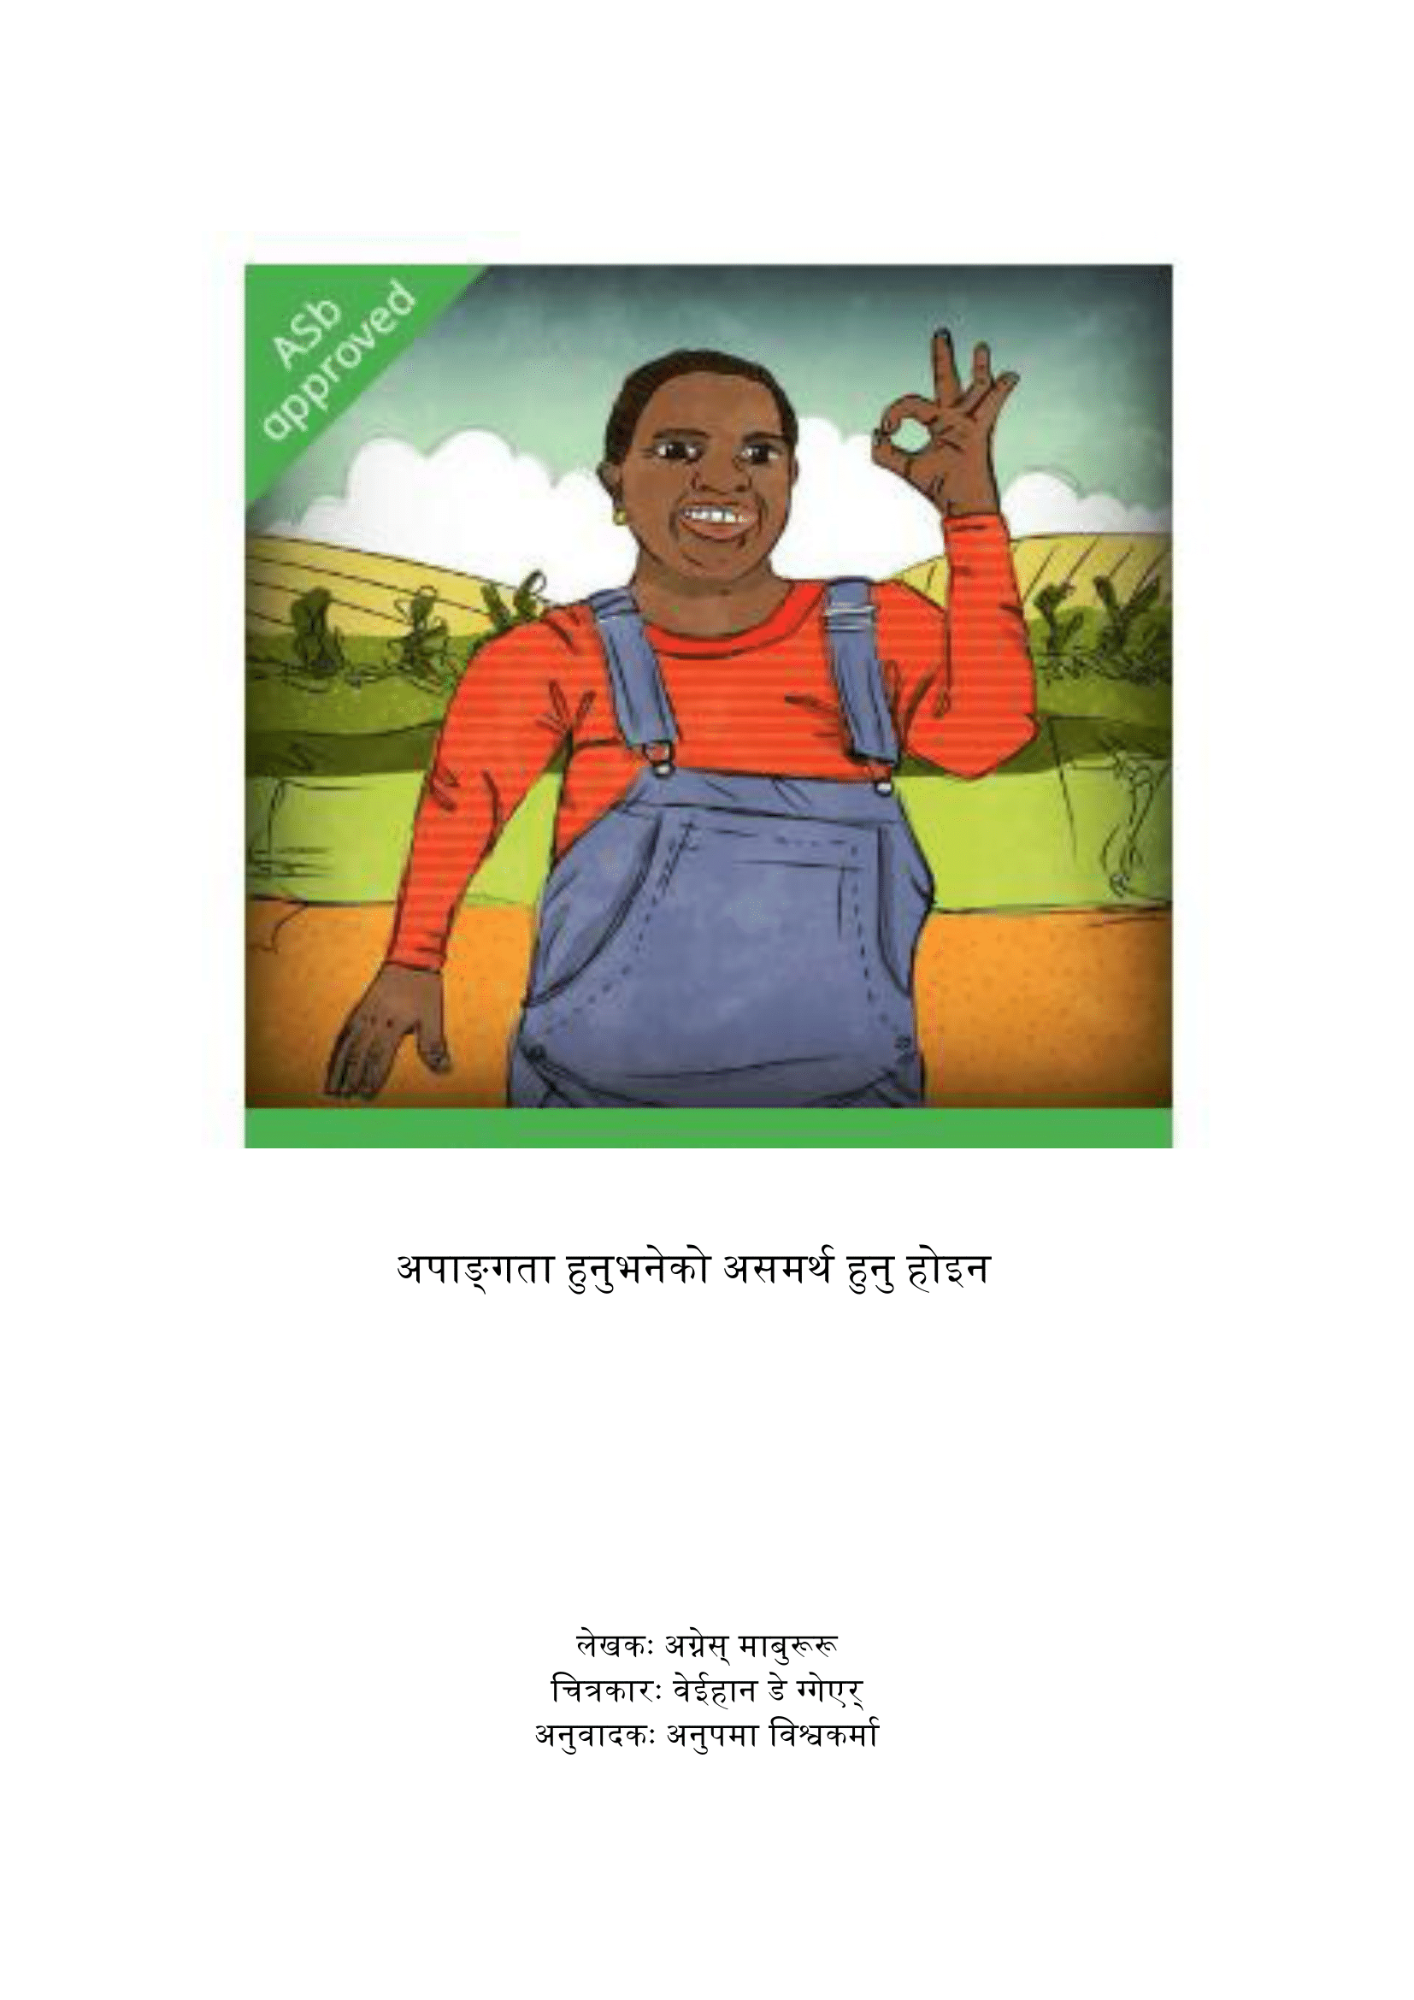 ASb
approved
अपाङ्गता हुनुभनेको असमर्थ हुनु होइन
लेखकः अग्नेस् माबुरूरू
चित्रकारः वेईहान डे ग्गेएर्
अनुवादकः अनुपमा विश्वकर्मा